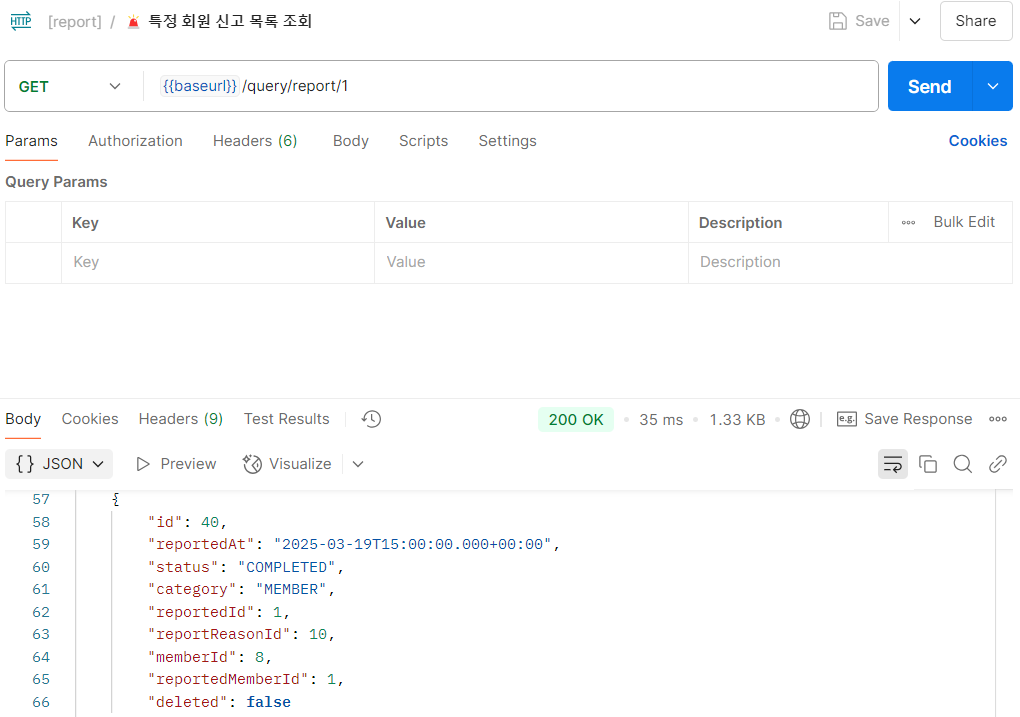 HTTP [report] / 🚨 특정 회원 신고 목록 조회 Save Share
GET {{baseurl}} /query/report/1 Send
Params Authorization Headers (6) Body Scripts Settings Cookies
Query Params
Key Value Description Bulk Edit
Key Value Description
Body Cookies Headers (9) Test Results 200 OK 35 ms 1.33 KB e.g. Save Response
{} JSON Preview Visualize
57 {
58 "id": 40,
59 "reportedAt": "2025-03-19T15:00:00.000+00:00",
60 "status": "COMPLETED",
61 "category": "MEMBER",
62 "reportedId": 1,
63 "reportReasonId": 10,
64 "memberId": 8,
65 "reportedMemberId": 1,
66 "deleted": false